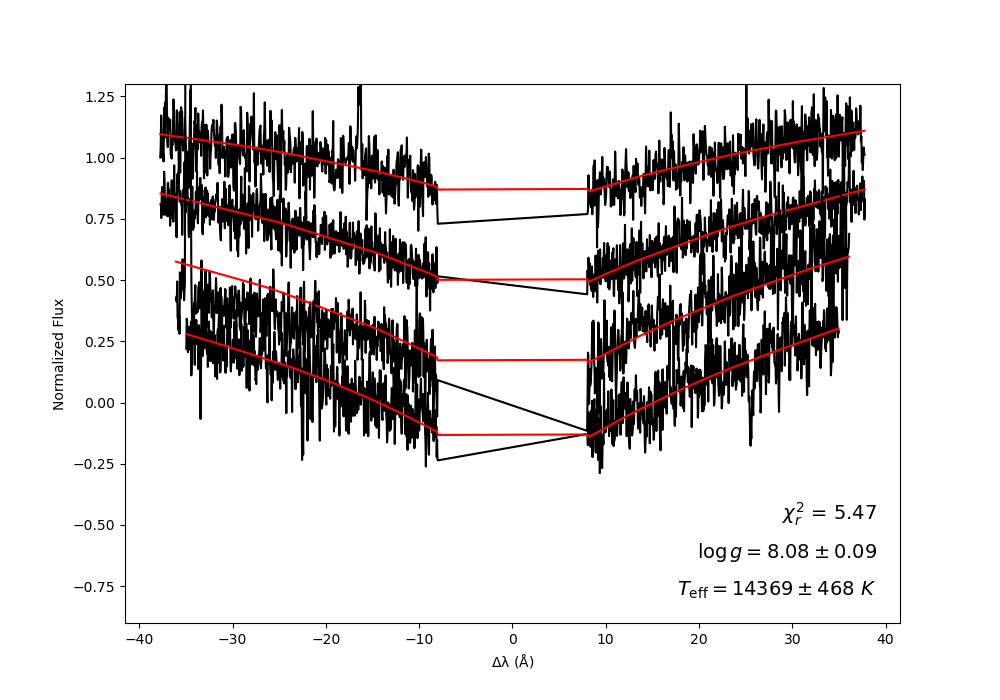 1.25
1.00
0.75
0.50
0.25
0.00
−0.25
−0.50
−0.75
Normalized Flux
χ²ᵣ = 5.47
log g = 8.08 ± 0.09
T_eff = 14369 ± 468 K
−40 −30 −20 −10 0 10 20 30 40
Δλ (Å)